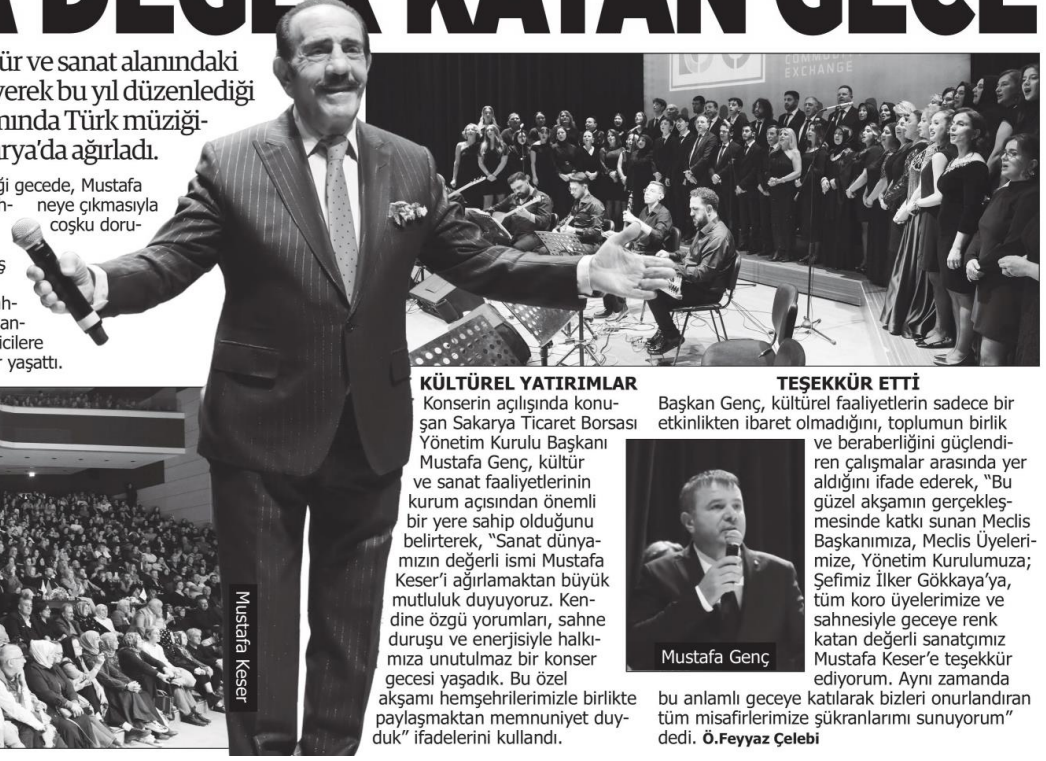 DEĞER KATAN GECE
ür ve sanat alanındaki
verek bu yıl düzenlediği
mında Türk müziği-
arya'da ağırladı.
ği gecede, Mustafa
neye çıkmasıyla
coşku doru-
ş
ah-
an-
icilere
r yaşattı.
COMMODITY
EXCHANGE
Mustafa Keser
KÜLTÜREL YATIRIMLAR
Konserin açılışında konu-
şan Sakarya Ticaret Borsası
Yönetim Kurulu Başkanı
Mustafa Genç, kültür
ve sanat faaliyetlerinin
kurum açısından önemli
bir yere sahip olduğunu
belirterek, “Sanat dünya-
mızın değerli ismi Mustafa
Keser’i ağırlamaktan büyük
mutluluk duyuyoruz. Ken-
dine özgü yorumları, sahne
duruşu ve enerjisiyle halkı-
mıza unutulmaz bir konser
gecesi yaşadık. Bu özel
akşamı hemşehrilerimizle birlikte
paylaşmaktan memnuniyet duy-
duk” ifadelerini kullandı.
TEŞEKKÜR ETTİ
Başkan Genç, kültürel faaliyetlerin sadece bir
etkinlikten ibaret olmadığını, toplumun birlik
ve beraberliğini güçlendi-
ren çalışmalar arasında yer
aldığını ifade ederek, “Bu
güzel akşamın gerçekleş-
mesinde katkı sunan Meclis
Başkanımıza, Meclis Üyeleri-
mize, Yönetim Kurulumuza;
Şefimiz İlker Gökkaya’ya,
tüm koro üyelerimize ve
sahnesiyle geceye renk
katan değerli sanatçımız
Mustafa Keser’e teşekkür
ediyorum. Aynı zamanda
bu anlamlı geceye katılarak bizleri onurlandıran
tüm misafirlerimize şükranlarımı sunuyorum”
dedi. Ö.Feyyaz Çelebi
Mustafa Genç